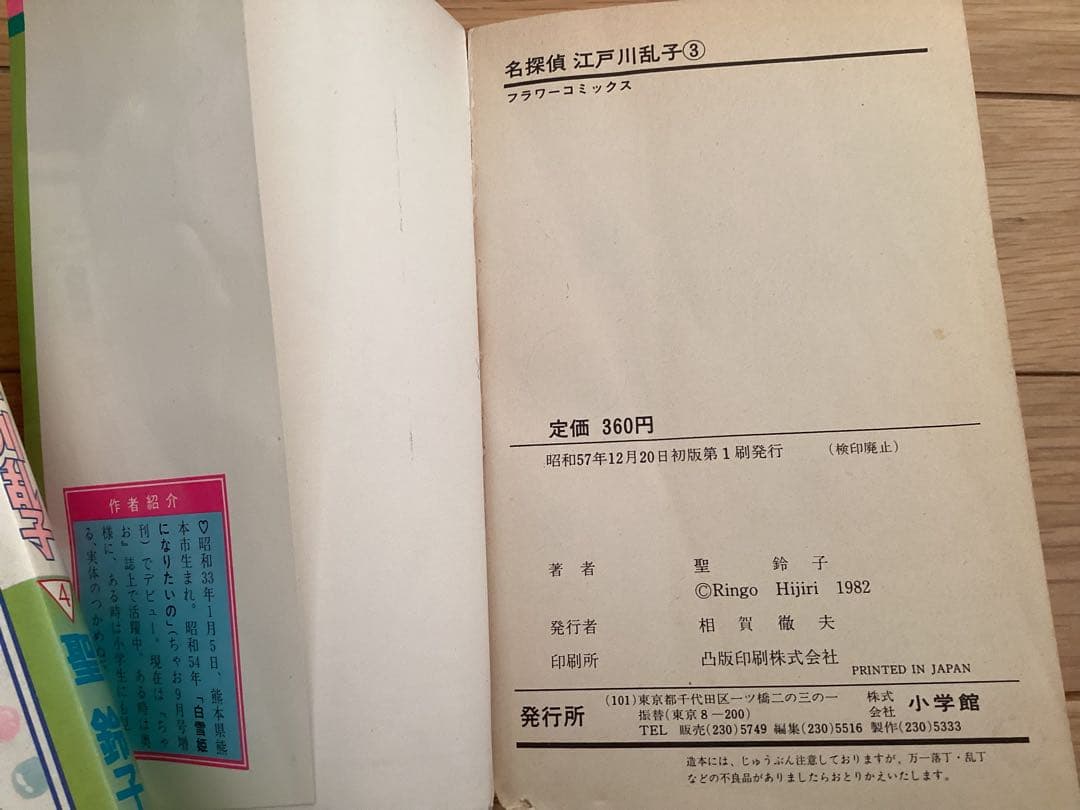 名探偵 江戸川乱子③
フラワーコミックス
定価 360円
昭和57年12月20日初版第1刷発行 (検印廃止)
著者 聖 鈴子
©Ringo Hijiri 1982
発行者 相賀徹夫
印刷所 凸版印刷株式会社
PRINTED IN JAPAN
発行所
(101)東京都千代田区一ツ橋二の三の一
振替(東京8-200)
株式会社 小学館
TEL 販売(230)5749 編集(230)5516 製作(230)5333
造本には、じゅうぶん注意しておりますが、万一落丁・乱丁
などの不良品がありましたらおとりかえいたします。
作者紹介
♡昭和33年1月5日、熊本県熊
本市生まれ。昭和54年「白雪姫
になりたいの」(ちゃお9月号増
刊)でデビュー。現在は『ちゃ
お』誌上で活躍中。ある時は奥
様に、ある時は小学生にも
る、実体のつかめ
乱子
4
聖 鈴子